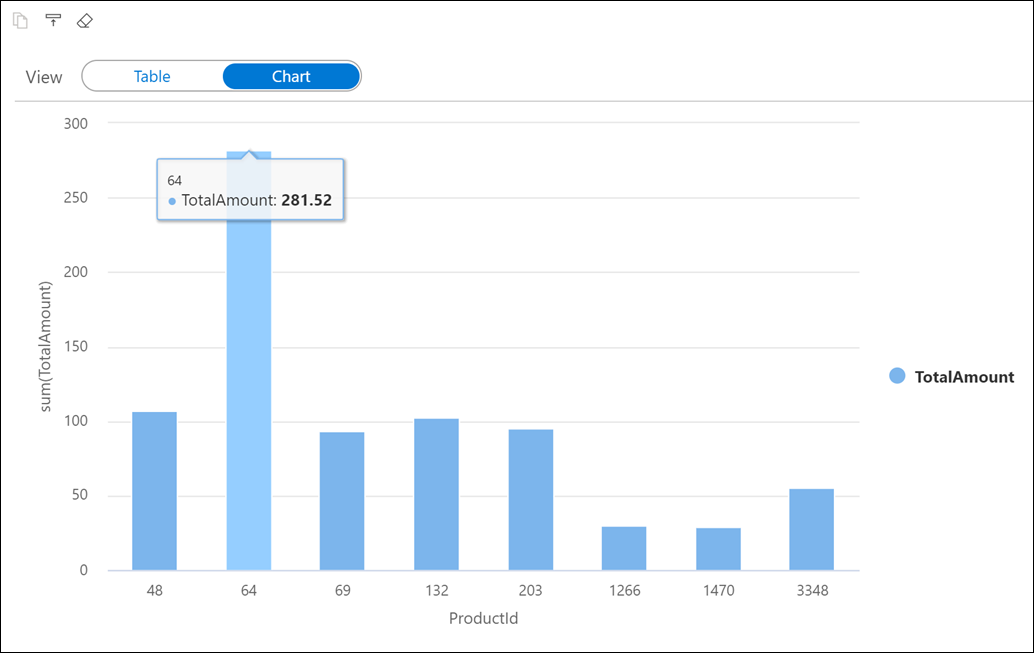 View Table Chart
300
64
TotalAmount: 281.52
250
200
150
100
50
0
sum(TotalAmount)
TotalAmount
48 64 69 132 203 1266 1470 3348
ProductId